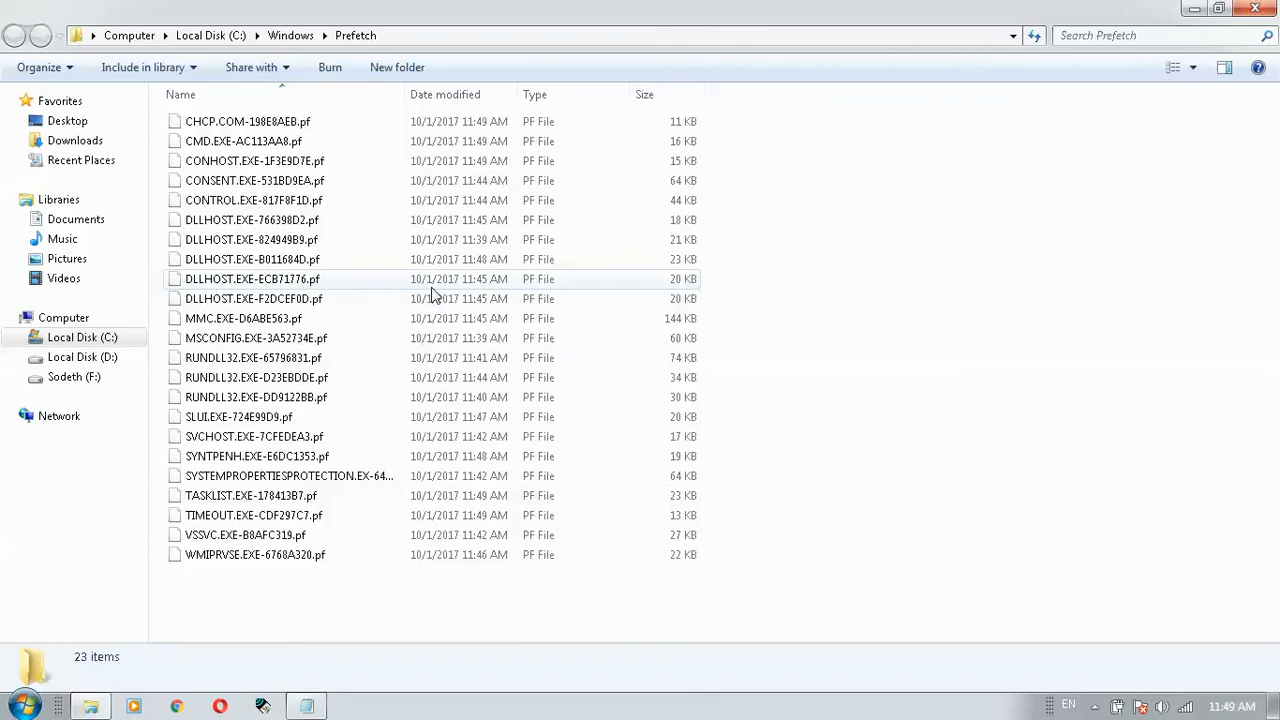 Computer Local Disk (C:) Windows Prefetch Search Prefetch
Organize Include in library Share with Burn New folder
Name Date modified Type Size
Favorites
Desktop
Downloads
Recent Places
Libraries
Documents
Music
Pictures
Videos
Computer
Local Disk (C:)
Local Disk (D:)
Sodeth (F:)
Network
CHCP.COM-198E8AEB.pf 10/1/2017 11:49 AM PF File 11 KB
CMD.EXE-AC113AA8.pf 10/1/2017 11:49 AM PF File 16 KB
CONHOST.EXE-1F3E9D7E.pf 10/1/2017 11:49 AM PF File 15 KB
CONSENT.EXE-531BD9EA.pf 10/1/2017 11:44 AM PF File 64 KB
CONTROL.EXE-817F8F1D.pf 10/1/2017 11:44 AM PF File 44 KB
DLLHOST.EXE-766398D2.pf 10/1/2017 11:45 AM PF File 18 KB
DLLHOST.EXE-824949B9.pf 10/1/2017 11:39 AM PF File 21 KB
DLLHOST.EXE-B011684D.pf 10/1/2017 11:48 AM PF File 23 KB
DLLHOST.EXE-ECB71776.pf 10/1/2017 11:45 AM PF File 20 KB
DLLHOST.EXE-F2DCEF0D.pf 10/1/2017 11:45 AM PF File 20 KB
MMC.EXE-D6ABE563.pf 10/1/2017 11:45 AM PF File 144 KB
MSCONFIG.EXE-3A52734E.pf 10/1/2017 11:39 AM PF File 60 KB
RUNDLL32.EXE-65796831.pf 10/1/2017 11:41 AM PF File 74 KB
RUNDLL32.EXE-D23EBDDE.pf 10/1/2017 11:44 AM PF File 34 KB
RUNDLL32.EXE-DD9122BB.pf 10/1/2017 11:40 AM PF File 30 KB
SLUI.EXE-724E99D9.pf 10/1/2017 11:47 AM PF File 20 KB
SVCHOST.EXE-7CFEDEA3.pf 10/1/2017 11:42 AM PF File 17 KB
SYNTPENH.EXE-E6DC1353.pf 10/1/2017 11:48 AM PF File 19 KB
SYSTEMPROPERTIESPROTECTION.EX-64... 10/1/2017 11:42 AM PF File 64 KB
TASKLIST.EXE-178413B7.pf 10/1/2017 11:49 AM PF File 23 KB
TIMEOUT.EXE-CDF297C7.pf 10/1/2017 11:49 AM PF File 13 KB
VSSVC.EXE-B8AFC319.pf 10/1/2017 11:42 AM PF File 27 KB
WMIPRVSE.EXE-6768A320.pf 10/1/2017 11:46 AM PF File 22 KB
23 items
EN 11:49 AM